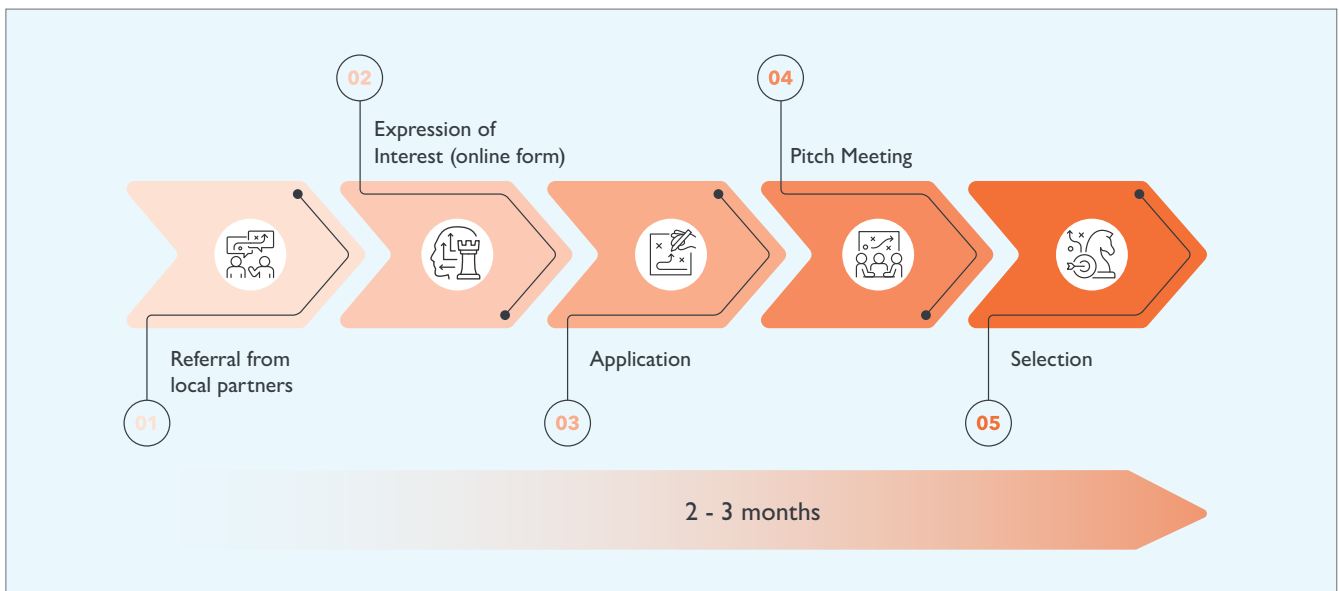 01
Referral from
local partners
02
Expression of
Interest (online form)
03
Application
04
Pitch Meeting
05
Selection
2 - 3 months